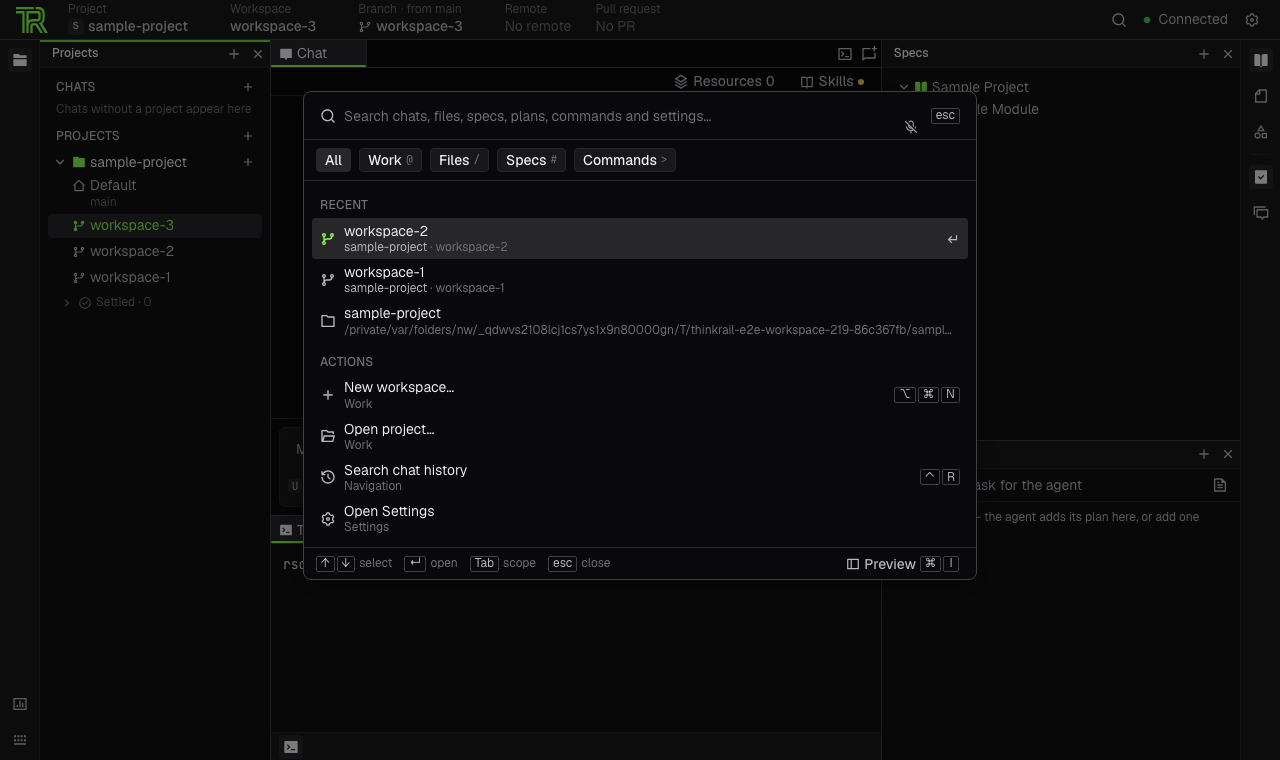 Project
S sample-project
Workspace
workspace-3
Branch · from main
workspace-3
Remote
No remote
Pull request
No PR
Connected
Projects
CHATS
Chats without a project appear here
PROJECTS
sample-project
Default
main
workspace-3
workspace-2
workspace-1
Settled · 0
Chat
Resources 0
Skills
Search chats, files, specs, plans, commands and settings…
esc
All
Work @
Files /
Specs #
Commands >
RECENT
workspace-2
sample-project · workspace-2
workspace-1
sample-project · workspace-1
sample-project
/private/var/folders/nw/_qdwvs2108lcj1cs7ys1x9n80000gn/T/thinkrail-e2e-workspace-219-86c367fb/sampl…
ACTIONS
New workspace…
Work
⌥ ⌘ N
Open project…
Work
Search chat history
Navigation
^ R
Open Settings
Settings
↑ ↓ select
↵ open
Tab scope
esc close
Preview ⌘ I
Specs
Sample Project
Module
for the agent
- the agent adds its plan here, or add one